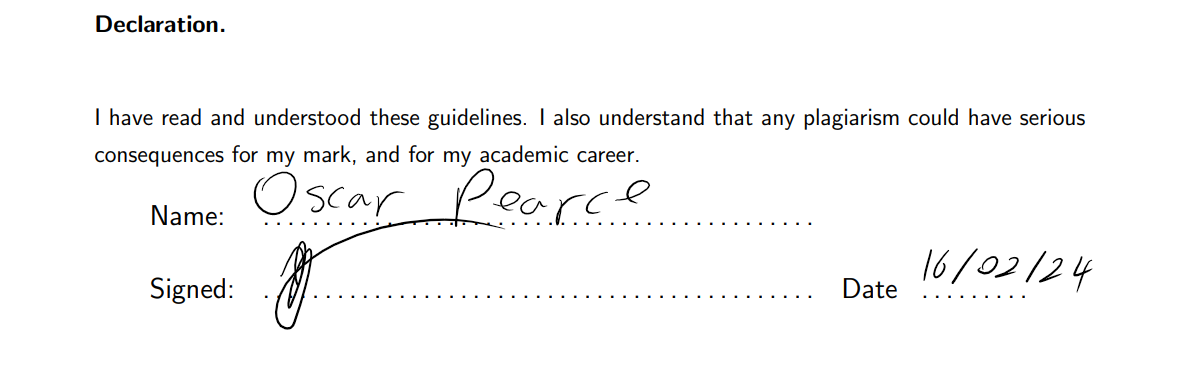 Declaration.
I have read and understood these guidelines. I also understand that any plagiarism could have serious
consequences for my mark, and for my academic career.
Name: Oscar Pearce
Signed:
Date 16/02/24